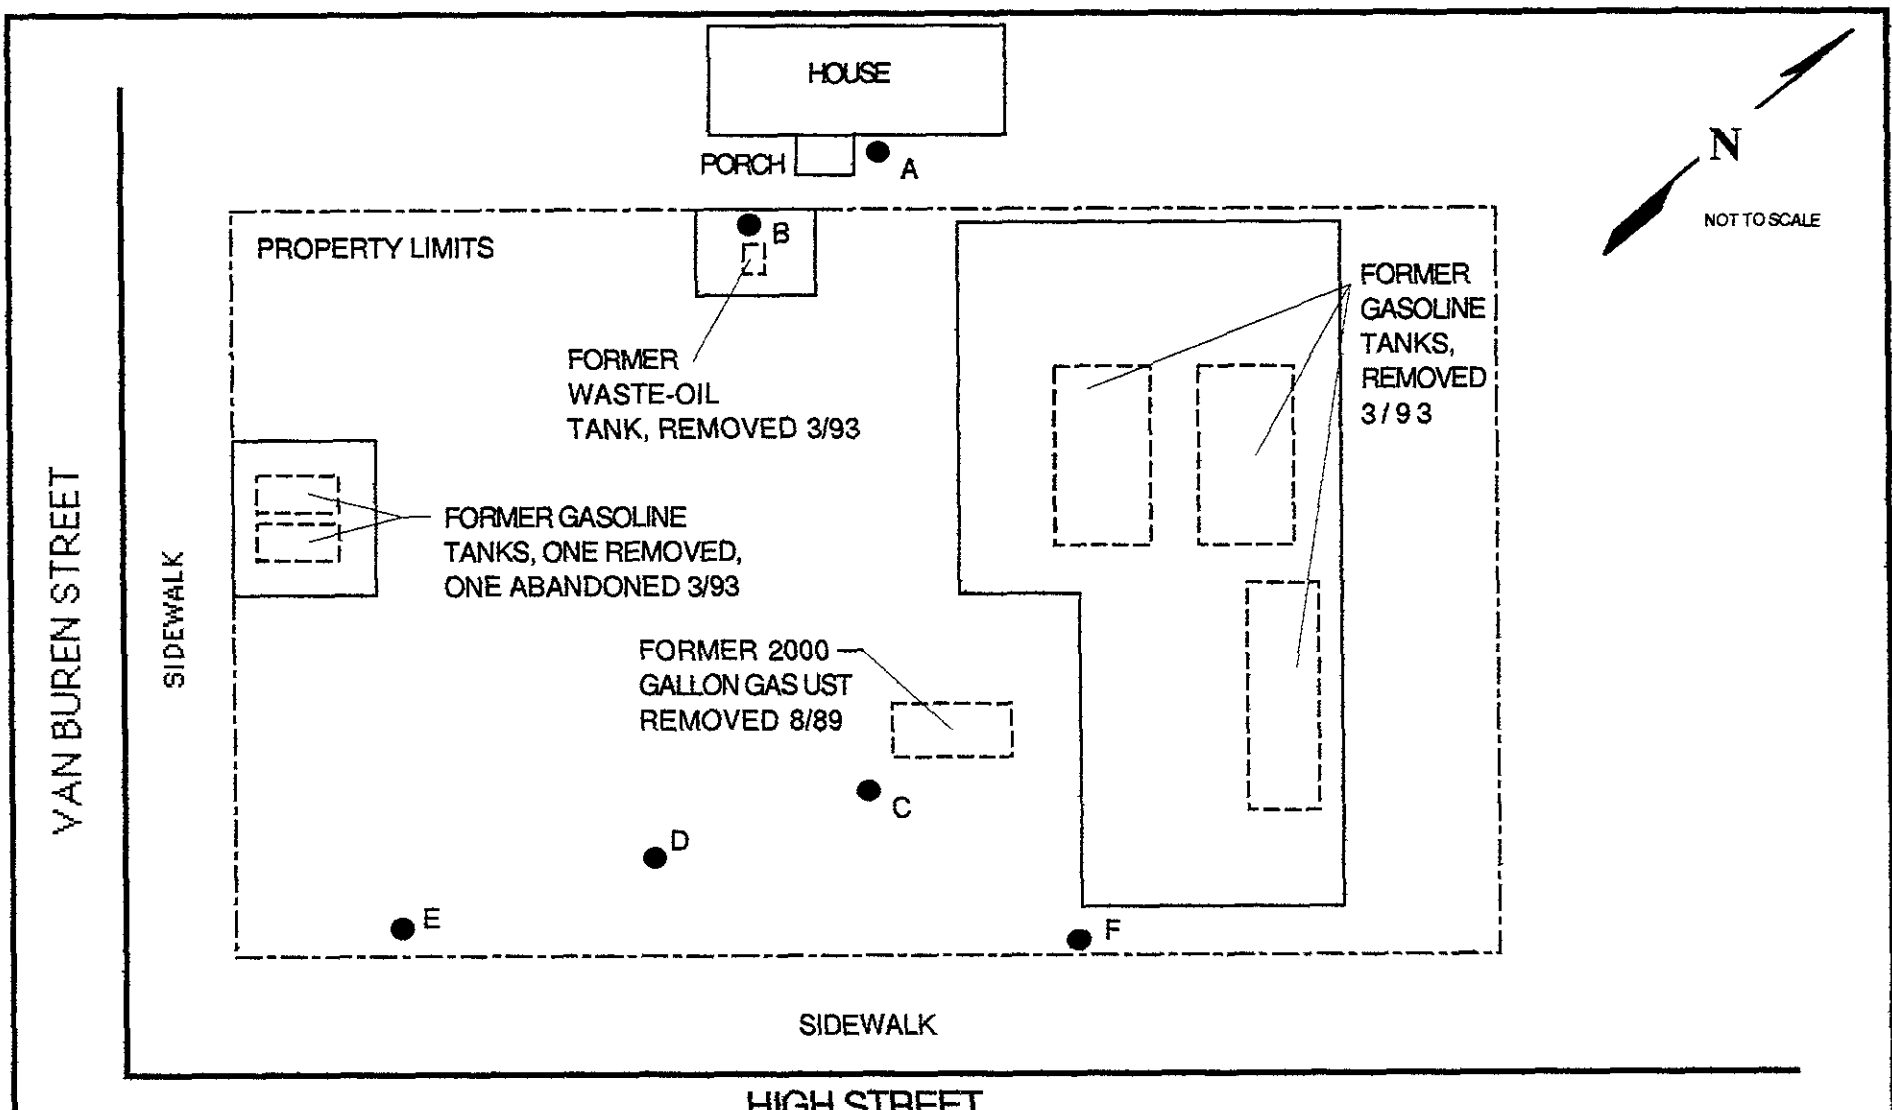 HOUSE
PORCH
A
N
NOT TO SCALE
PROPERTY LIMITS
B
FORMER
WASTE-OIL
TANK, REMOVED 3/93
FORMER
GASOLINE
TANKS,
REMOVED
3/93
FORMER GASOLINE
TANKS, ONE REMOVED,
ONE ABANDONED 3/93
VAN BUREN STREET
SIDEWALK
FORMER 2000
GALLON GAS UST
REMOVED 8/89
C
D
E
F
SIDEWALK
HIGH STREET